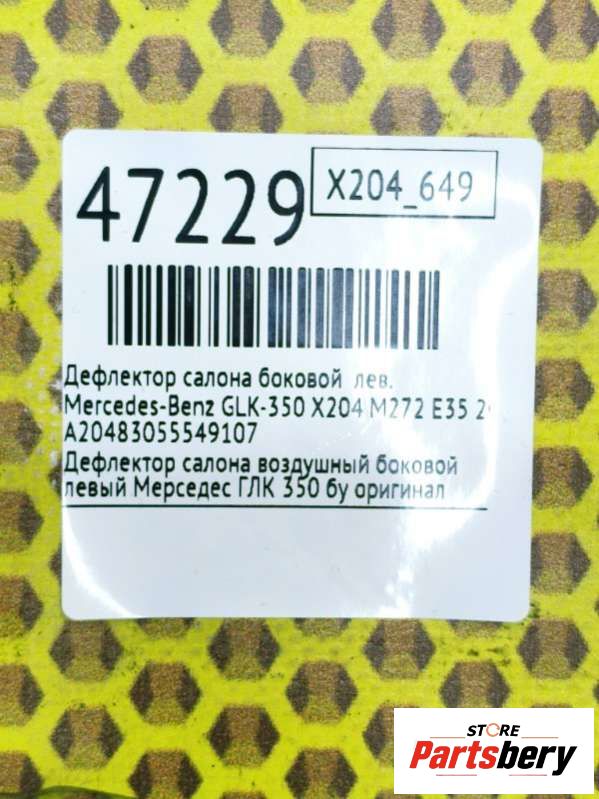 47229
X204_649
Дефлектор салона боковой лев.
Mercedes-Benz GLK-350 X204 M272 E35
A20483055549107
Дефлектор салона воздушный боковой
левый Мерседес ГЛК 350 бу оригинал
STORE
Partsbery